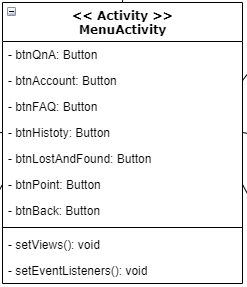 << Activity >>
MenuActivity
- btnQnA: Button
- btnAccount: Button
- btnFAQ: Button
- btnHistoty: Button
- btnLostAndFound: Button
- btnPoint: Button
- btnBack: Button
- setViews(): void
- setEventListeners(): void